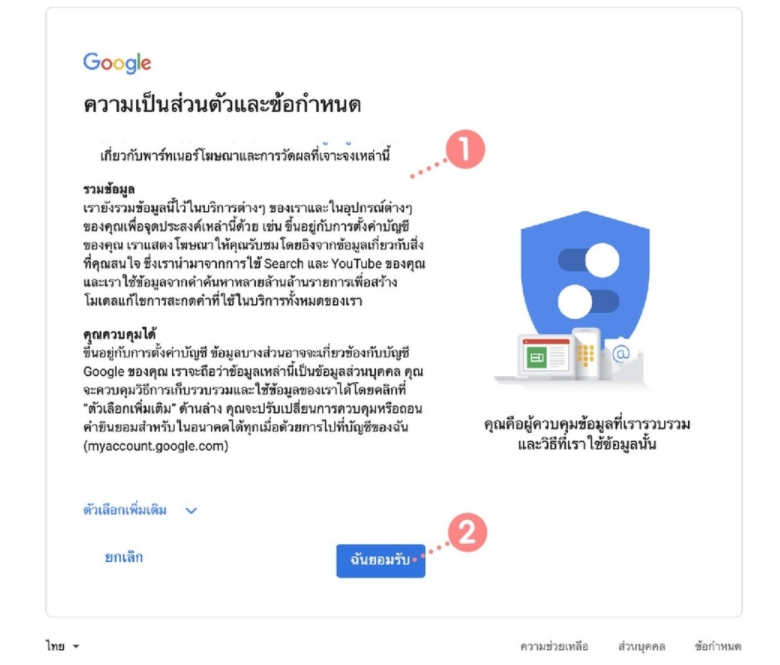 Google
ความเป็นส่วนตัวและข้อกำหนด
1
เกี่ยวกับพาร์ทเนอร์โฆษณาและการวัดผลที่เจาะจงเหล่านี้
รวมข้อมูล
เรายังรวมข้อมูลนี้ไว้ในบริการต่างๆ ของเราและในอุปกรณ์ต่างๆ
ของคุณเพื่อจุดประสงค์เหล่านี้ด้วย เช่น ขึ้นอยู่กับการตั้งค่าบัญชี
ของคุณ เราแสดงโฆษณาให้คุณรับชมโดยอิงจากข้อมูลเกี่ยวกับสิ่ง
ที่คุณสนใจ ซึ่งเรานำมาจากการใช้ Search และ YouTube ของคุณ
และเราใช้ข้อมูลจากคำค้นหาหลายล้านล้านรายการเพื่อสร้าง
โมเดลแก้ไขการสะกดคำที่ใช้ในบริการทั้งหมดของเรา
คุณควบคุมได้
ขึ้นอยู่กับการตั้งค่าบัญชี ข้อมูลบางส่วนอาจจะเกี่ยวข้องกับบัญชี
Google ของคุณ เราจะถือว่าข้อมูลเหล่านี้เป็นข้อมูลส่วนบุคคล คุณ
จะควบคุมวิธีการเก็บรวบรวมและใช้ข้อมูลของเราได้โดยคลิกที่
"ตัวเลือกเพิ่มเติม" ด้านล่าง คุณจะปรับเปลี่ยนการควบคุมหรือถอน
คำยินยอมสำหรับในอนาคตได้ทุกเมื่อด้วยการไปที่บัญชีของฉัน
(myaccount.google.com)
@
คุณคือผู้ควบคุมข้อมูลที่เรารวบรวม
และวิธีที่เราใช้ข้อมูลนั้น
ตัวเลือกเพิ่มเติม
2
ยกเลิก
ฉันยอมรับ
ไทย
ความช่วยเหลือ ส่วนบุคคล ข้อกำหนด